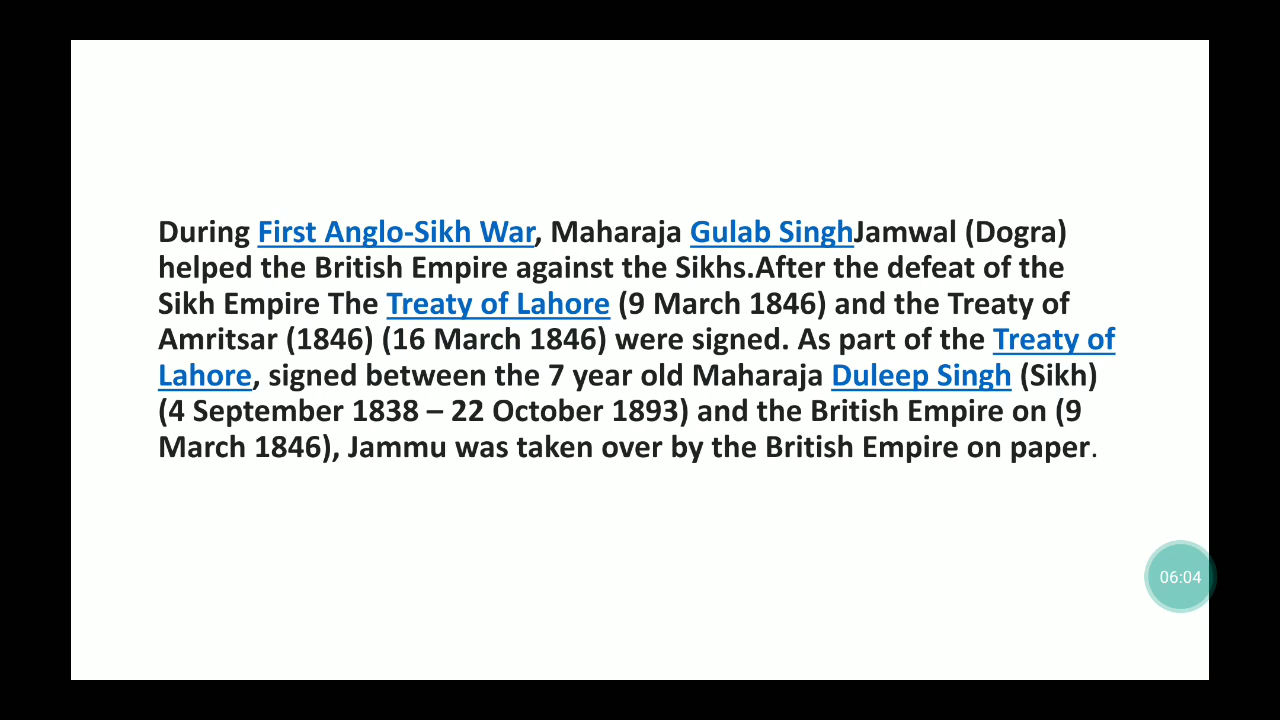 During First Anglo-Sikh War, Maharaja Gulab SinghJamwal (Dogra)
helped the British Empire against the Sikhs.After the defeat of the
Sikh Empire The Treaty of Lahore (9 March 1846) and the Treaty of
Amritsar (1846) (16 March 1846) were signed. As part of the Treaty of
Lahore, signed between the 7 year old Maharaja Duleep Singh (Sikh)
(4 September 1838 – 22 October 1893) and the British Empire on (9
March 1846), Jammu was taken over by the British Empire on paper.
06:04